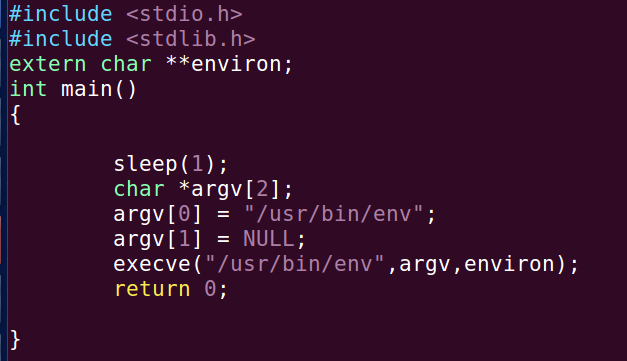 #include <stdio.h>
#include <stdlib.h>
extern char **environ;
int main()
{
sleep(1);
char *argv[2];
argv[0] = "/usr/bin/env";
argv[1] = NULL;
execve("/usr/bin/env",argv,environ);
return 0;
}